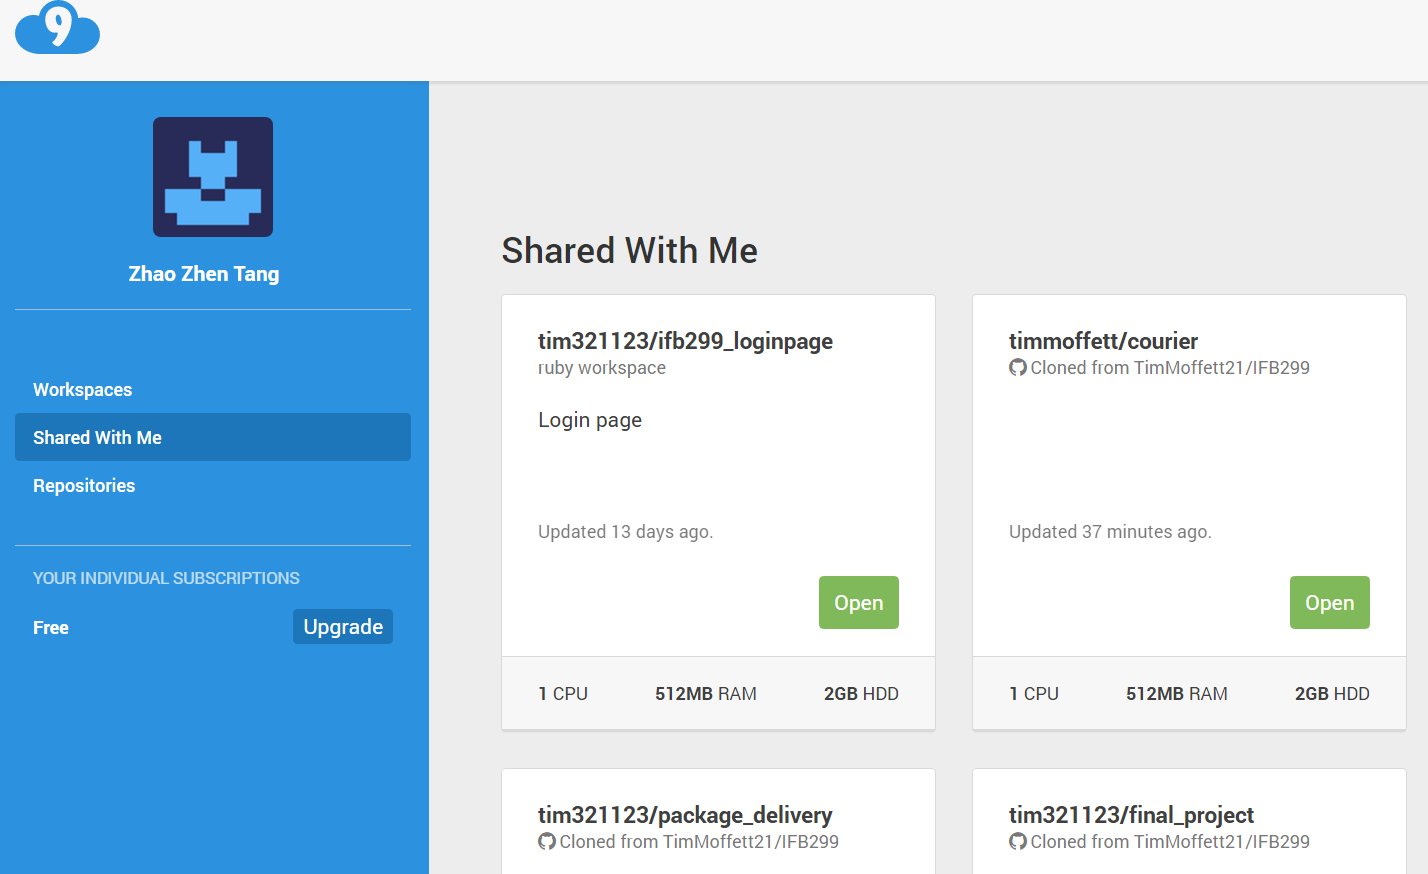 9
Zhao Zhen Tang
Workspaces
Shared With Me
Repositories
YOUR INDIVIDUAL SUBSCRIPTIONS
Free Upgrade
Shared With Me
tim321123/ifb299_loginpage
ruby workspace
Login page
Updated 13 days ago.
Open
1 CPU 512MB RAM 2GB HDD
timmoffett/courier
Cloned from TimMoffett21/IFB299
Updated 37 minutes ago.
Open
1 CPU 512MB RAM 2GB HDD
tim321123/package_delivery
Cloned from TimMoffett21/IFB299
tim321123/final_project
Cloned from TimMoffett21/IFB299